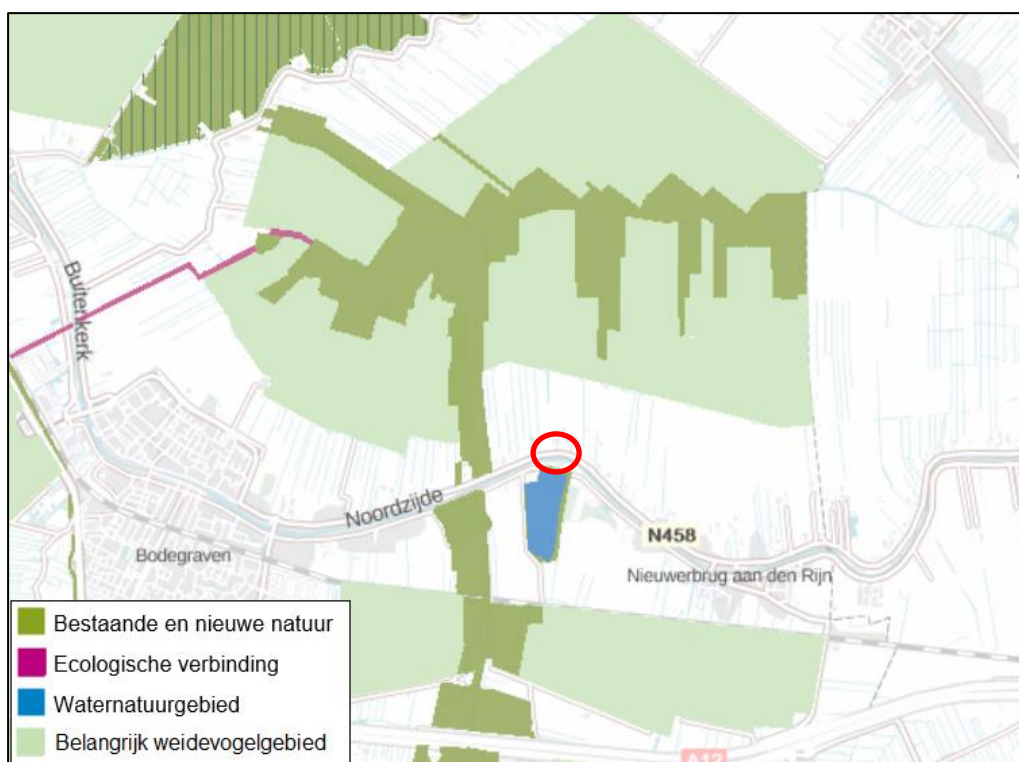 Buitenkerk
Noordzijde
N458
Bodegraven
Nieuwerbrug aan den Rijn
Bestaande en nieuwe natuur
Ecologische verbinding
Waternatuurgebied
Belangrijk weidevogelgebied
A12